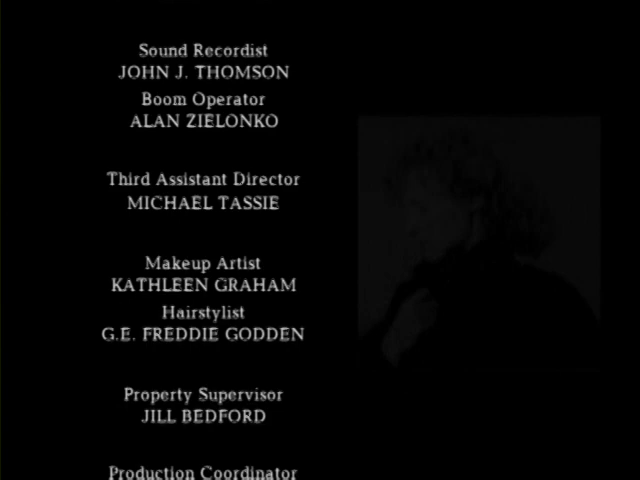 Sound Recordist
JOHN J. THOMSON
Boom Operator
ALAN ZIELONKO
Third Assistant Director
MICHAEL TASSIE
Makeup Artist
KATHLEEN GRAHAM
Hairstylist
G.E. FREDDIE GODDEN
Property Supervisor
JILL BEDFORD
Production Coordinator